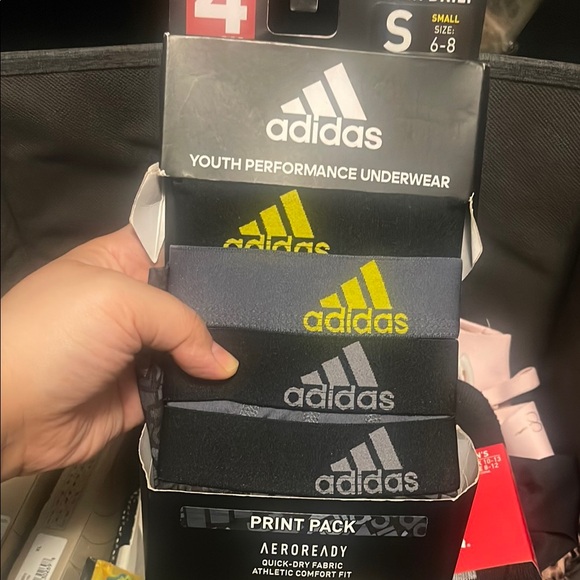 4
S
SMALL
SIZE:
6-8
adidas
YOUTH PERFORMANCE UNDERWEAR
adidas
adidas
adidas
adidas
PRINT PACK
AEROREADY
QUICK-DRY FABRIC
ATHLETIC COMFORT FIT